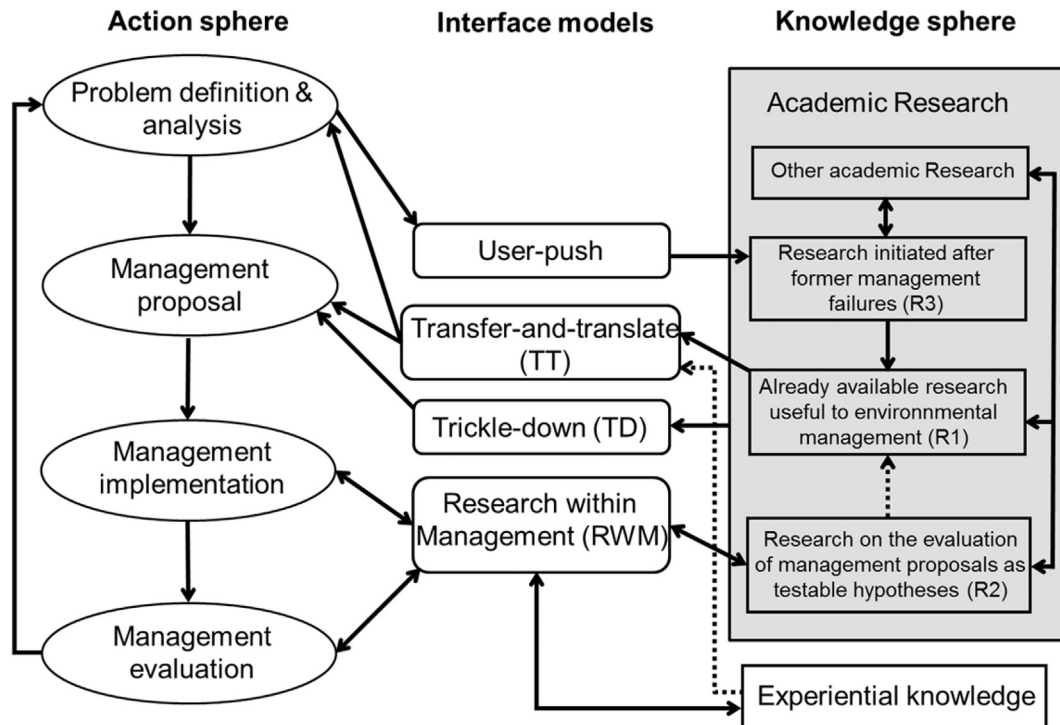 Action sphere
Interface models
Knowledge sphere
Problem definition &
analysis
Management
proposal
Management
implementation
Management
evaluation
User-push
Transfer-and-translate
(TT)
Trickle-down (TD)
Research within
Management (RWM)
Academic Research
Other academic Research
Research initiated after
former management
failures (R3)
Already available research
useful to environnmental
management (R1)
Research on the evaluation
of management proposals as
testable hypotheses (R2)
Experiential knowledge